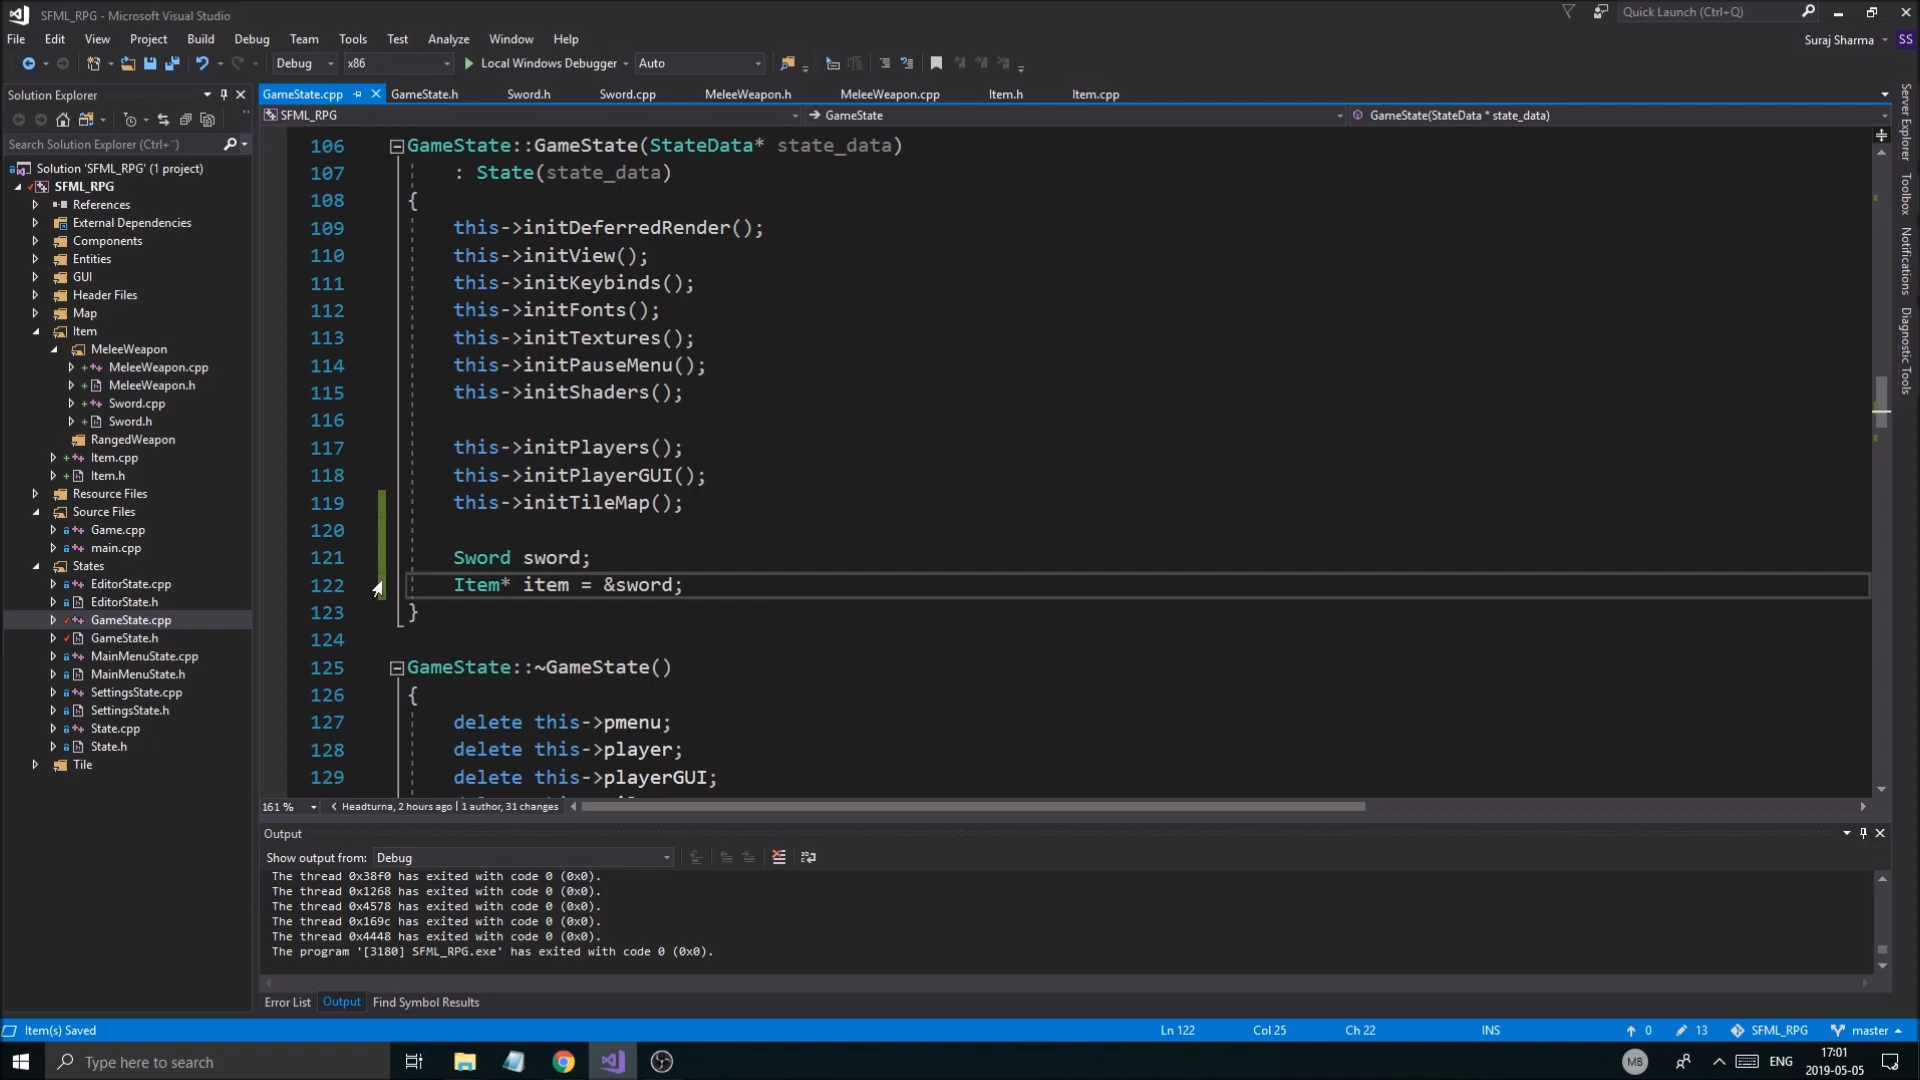 SFML_RPG - Microsoft Visual Studio
Quick Launch (Ctrl+Q)
File Edit View Project Build Debug Team Tools Test Analyze Window Help
Suraj Sharma SS
Debug x86 Local Windows Debugger Auto
Solution Explorer
GameState.cpp GameState.h Sword.h Sword.cpp MeleeWeapon.h MeleeWeapon.cpp Item.h Item.cpp
SFML_RPG GameState GameState(StateData * state_data)
Search Solution Explorer (Ctrl+¨)
Solution 'SFML_RPG' (1 project)
SFML_RPG
References
External Dependencies
Components
Entities
GUI
Header Files
Map
Item
MeleeWeapon
MeleeWeapon.cpp
MeleeWeapon.h
Sword.cpp
Sword.h
RangedWeapon
Item.cpp
Item.h
Resource Files
Source Files
Game.cpp
main.cpp
States
EditorState.cpp
EditorState.h
GameState.cpp
GameState.h
MainMenuState.cpp
MainMenuState.h
SettingsState.cpp
SettingsState.h
State.cpp
State.h
Tile
106 GameState::GameState(StateData* state_data)
107 : State(state_data)
108 {
109 this->initDeferredRender();
110 this->initView();
111 this->initKeybinds();
112 this->initFonts();
113 this->initTextures();
114 this->initPauseMenu();
115 this->initShaders();
116
117 this->initPlayers();
118 this->initPlayerGUI();
119 this->initTileMap();
120
121 Sword sword;
122 Item* item = &sword;
123 }
124
125 GameState::~GameState()
126 {
127 delete this->pmenu;
128 delete this->player;
129 delete this->playerGUI;
161 % Headturna, 2 hours ago | 1 author, 31 changes
Server Explorer
Toolbox
Notifications
Diagnostic Tools
Output
Show output from: Debug
The thread 0x38f0 has exited with code 0 (0x0).
The thread 0x1268 has exited with code 0 (0x0).
The thread 0x4578 has exited with code 0 (0x0).
The thread 0x169c has exited with code 0 (0x0).
The thread 0x4448 has exited with code 0 (0x0).
The program '[3180] SFML_RPG.exe' has exited with code 0 (0x0).
Error List Output Find Symbol Results
Item(s) Saved Ln 122 Col 25 Ch 22 INS 0 13 SFML_RPG master
Type here to search
MB ENG
17:01
2019-05-05